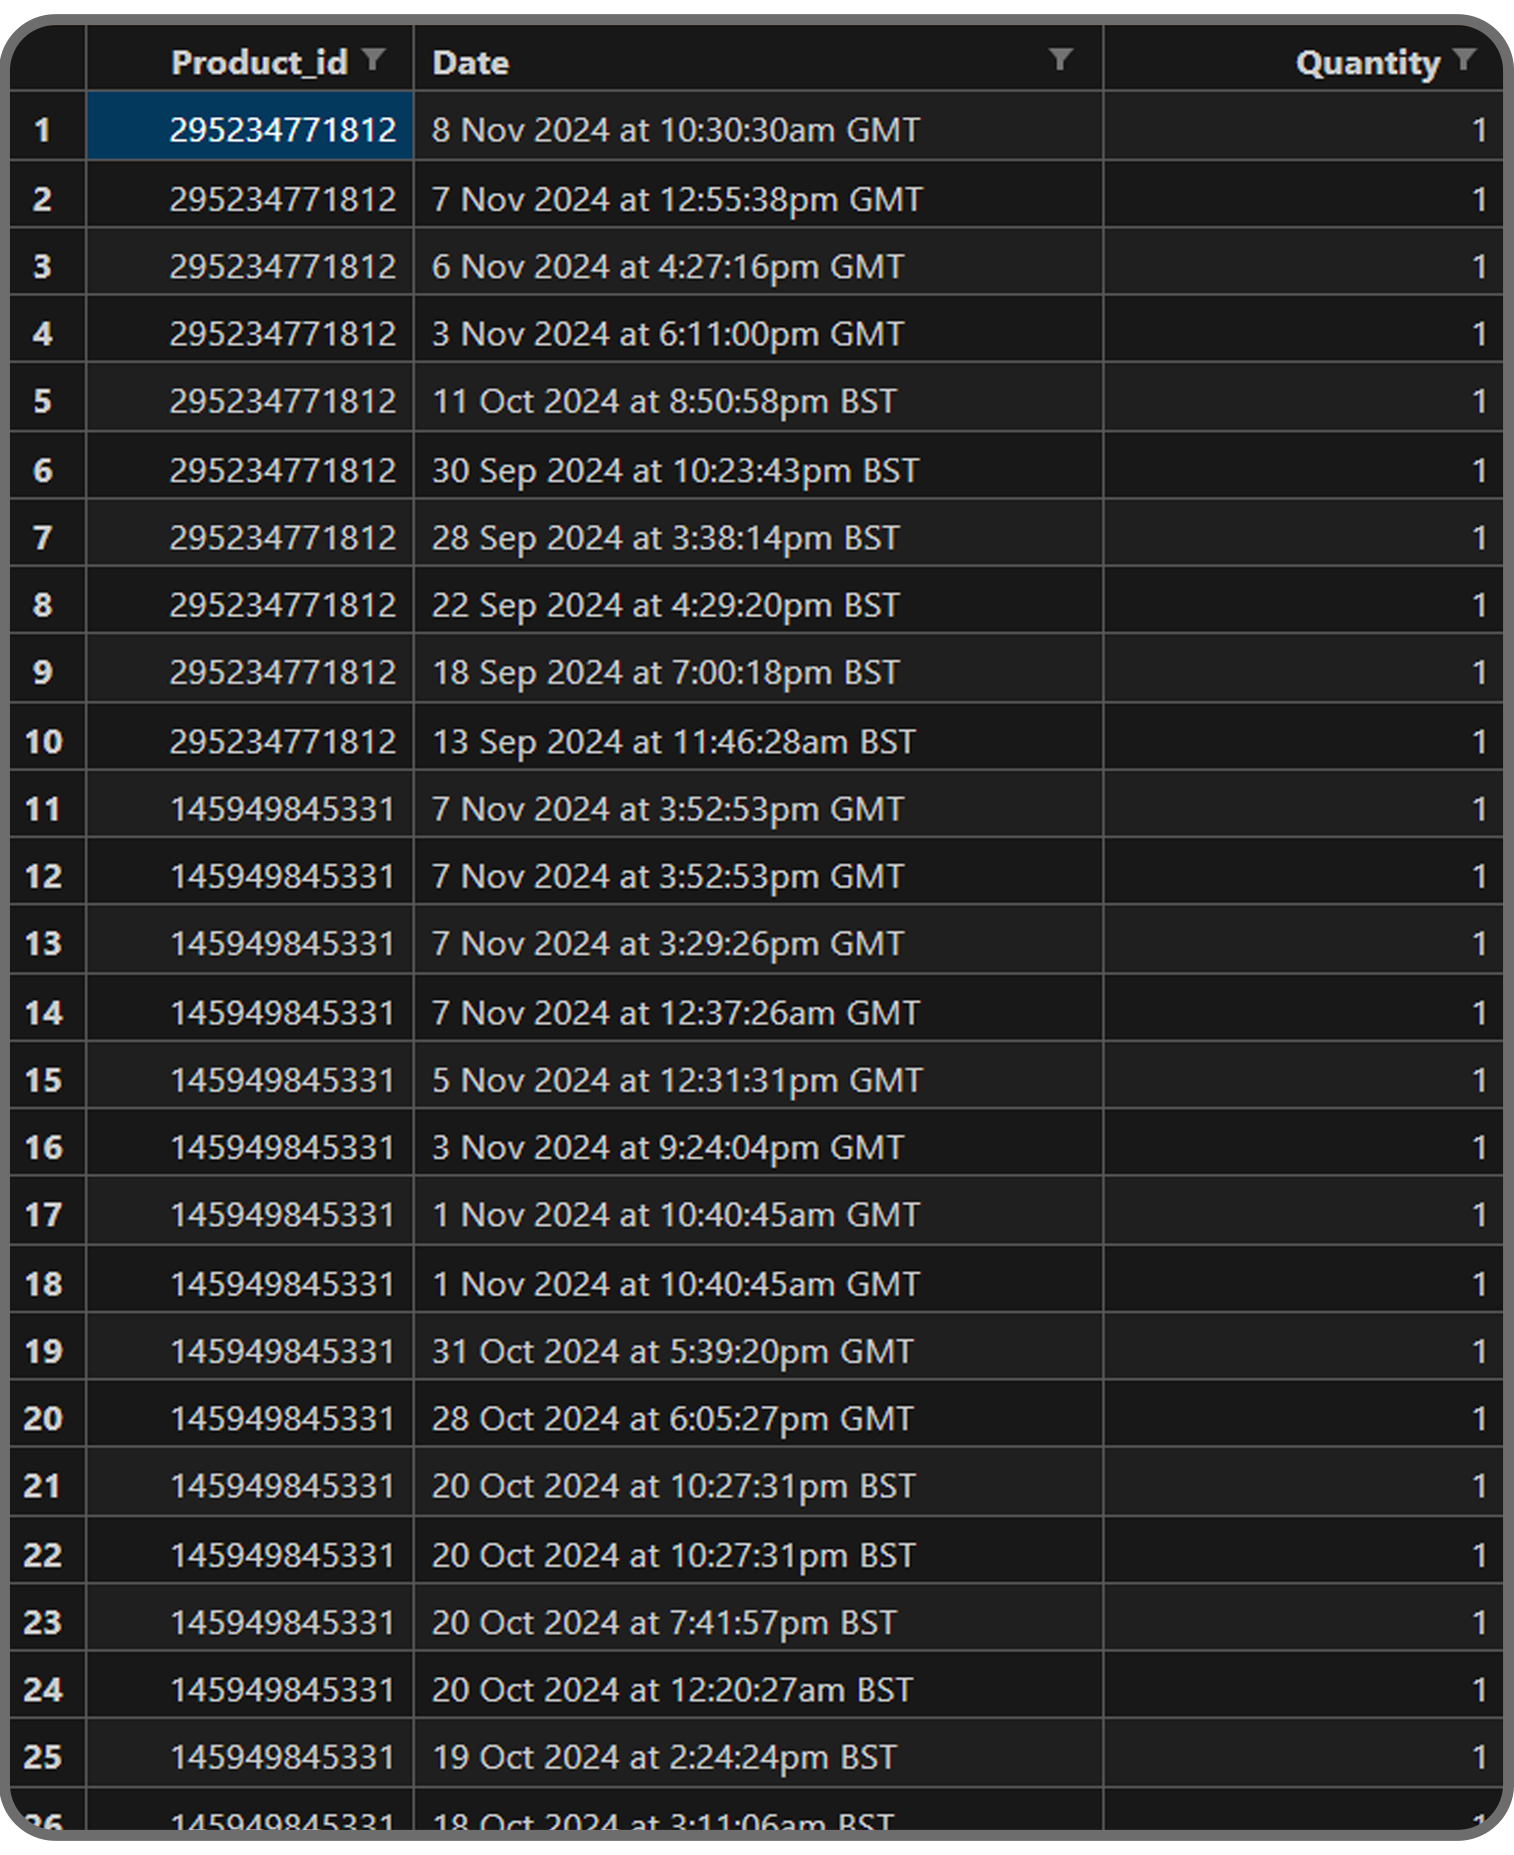 Product_id Date Quantity
1 295234771812 8 Nov 2024 at 10:30:30am GMT 1
2 295234771812 7 Nov 2024 at 12:55:38pm GMT 1
3 295234771812 6 Nov 2024 at 4:27:16pm GMT 1
4 295234771812 3 Nov 2024 at 6:11:00pm GMT 1
5 295234771812 11 Oct 2024 at 8:50:58pm BST 1
6 295234771812 30 Sep 2024 at 10:23:43pm BST 1
7 295234771812 28 Sep 2024 at 3:38:14pm BST 1
8 295234771812 22 Sep 2024 at 4:29:20pm BST 1
9 295234771812 18 Sep 2024 at 7:00:18pm BST 1
10 295234771812 13 Sep 2024 at 11:46:28am BST 1
11 145949845331 7 Nov 2024 at 3:52:53pm GMT 1
12 145949845331 7 Nov 2024 at 3:52:53pm GMT 1
13 145949845331 7 Nov 2024 at 3:29:26pm GMT 1
14 145949845331 7 Nov 2024 at 12:37:26am GMT 1
15 145949845331 5 Nov 2024 at 12:31:31pm GMT 1
16 145949845331 3 Nov 2024 at 9:24:04pm GMT 1
17 145949845331 1 Nov 2024 at 10:40:45am GMT 1
18 145949845331 1 Nov 2024 at 10:40:45am GMT 1
19 145949845331 31 Oct 2024 at 5:39:20pm GMT 1
20 145949845331 28 Oct 2024 at 6:05:27pm GMT 1
21 145949845331 20 Oct 2024 at 10:27:31pm BST 1
22 145949845331 20 Oct 2024 at 10:27:31pm BST 1
23 145949845331 20 Oct 2024 at 7:41:57pm BST 1
24 145949845331 20 Oct 2024 at 12:20:27am BST 1
25 145949845331 19 Oct 2024 at 2:24:24pm BST 1
26 145949845331 18 Oct 2024 at 3:11:06am BST 1